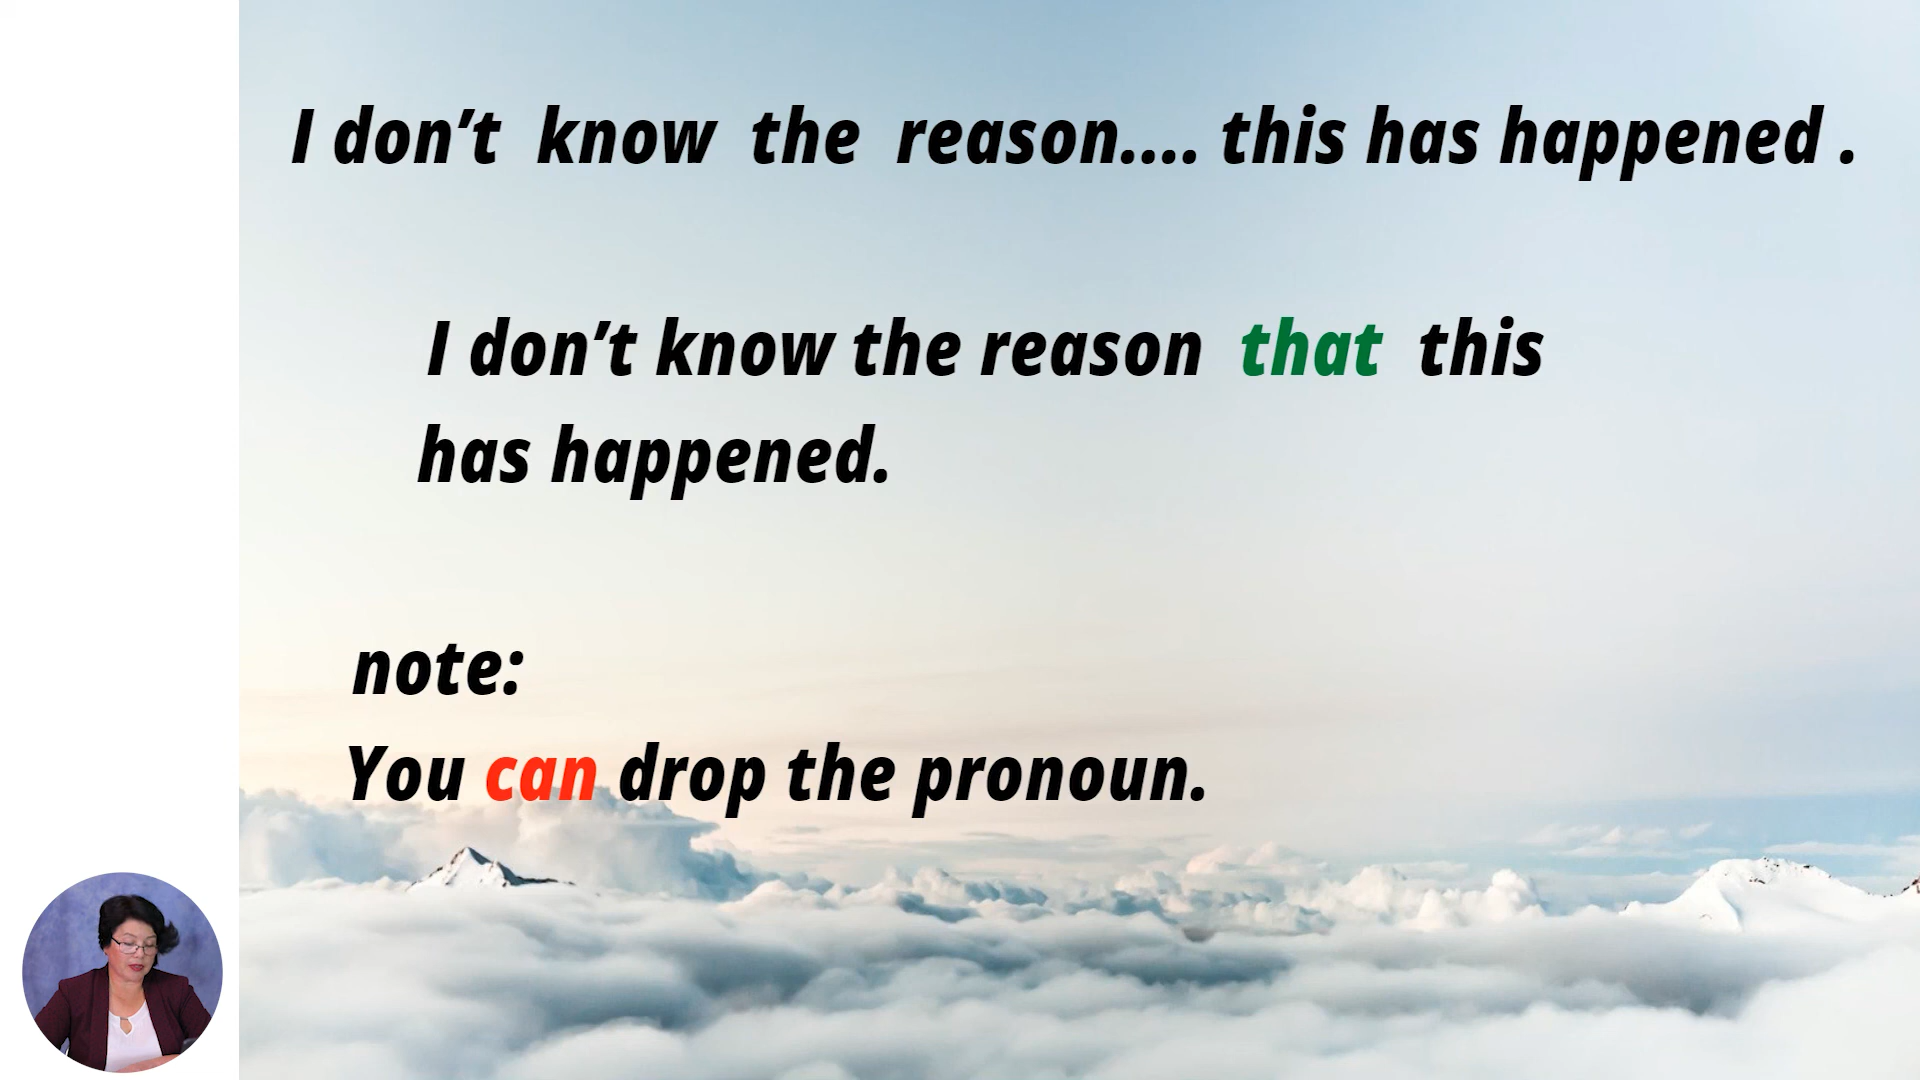 I don’t know the reason.... this has happened .
I don’t know the reason that this
has happened.
note:
You can drop the pronoun.